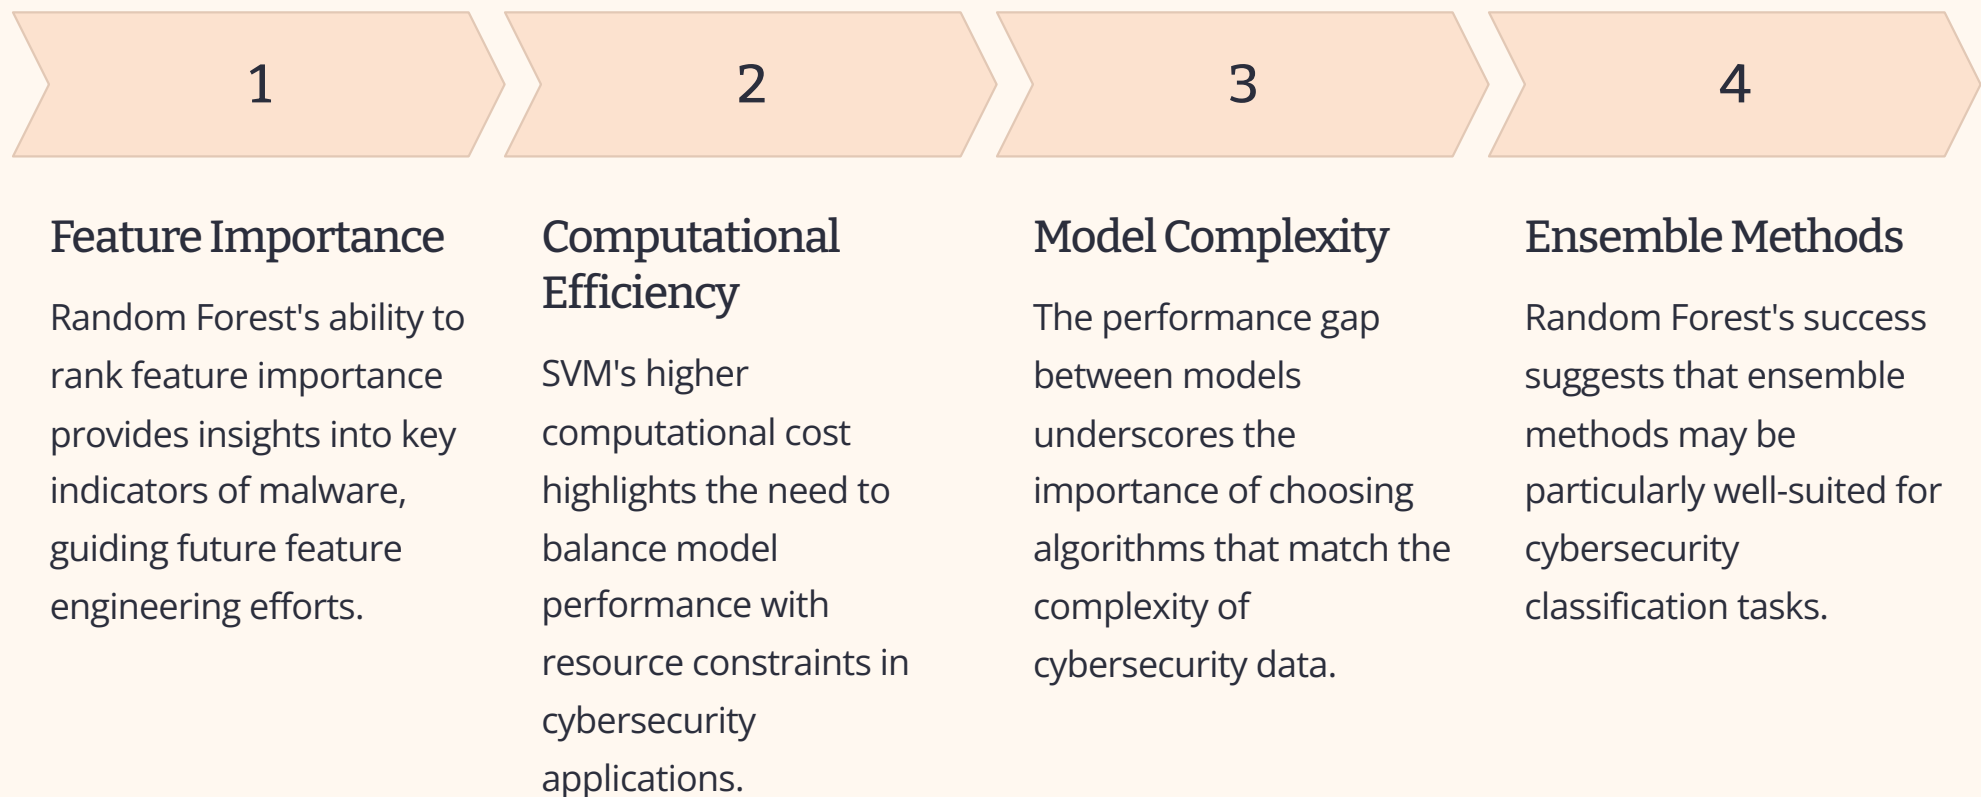 1
2
3
4
Feature Importance
Random Forest's ability to
rank feature importance
provides insights into key
indicators of malware,
guiding future feature
engineering efforts.
Computational
Efficiency
SVM's higher
computational cost
highlights the need to
balance model
performance with
resource constraints in
cybersecurity
applications.
Model Complexity
The performance gap
between models
underscores the
importance of choosing
algorithms that match the
complexity of
cybersecurity data.
Ensemble Methods
Random Forest's success
suggests that ensemble
methods may be
particularly well-suited for
cybersecurity
classification tasks.